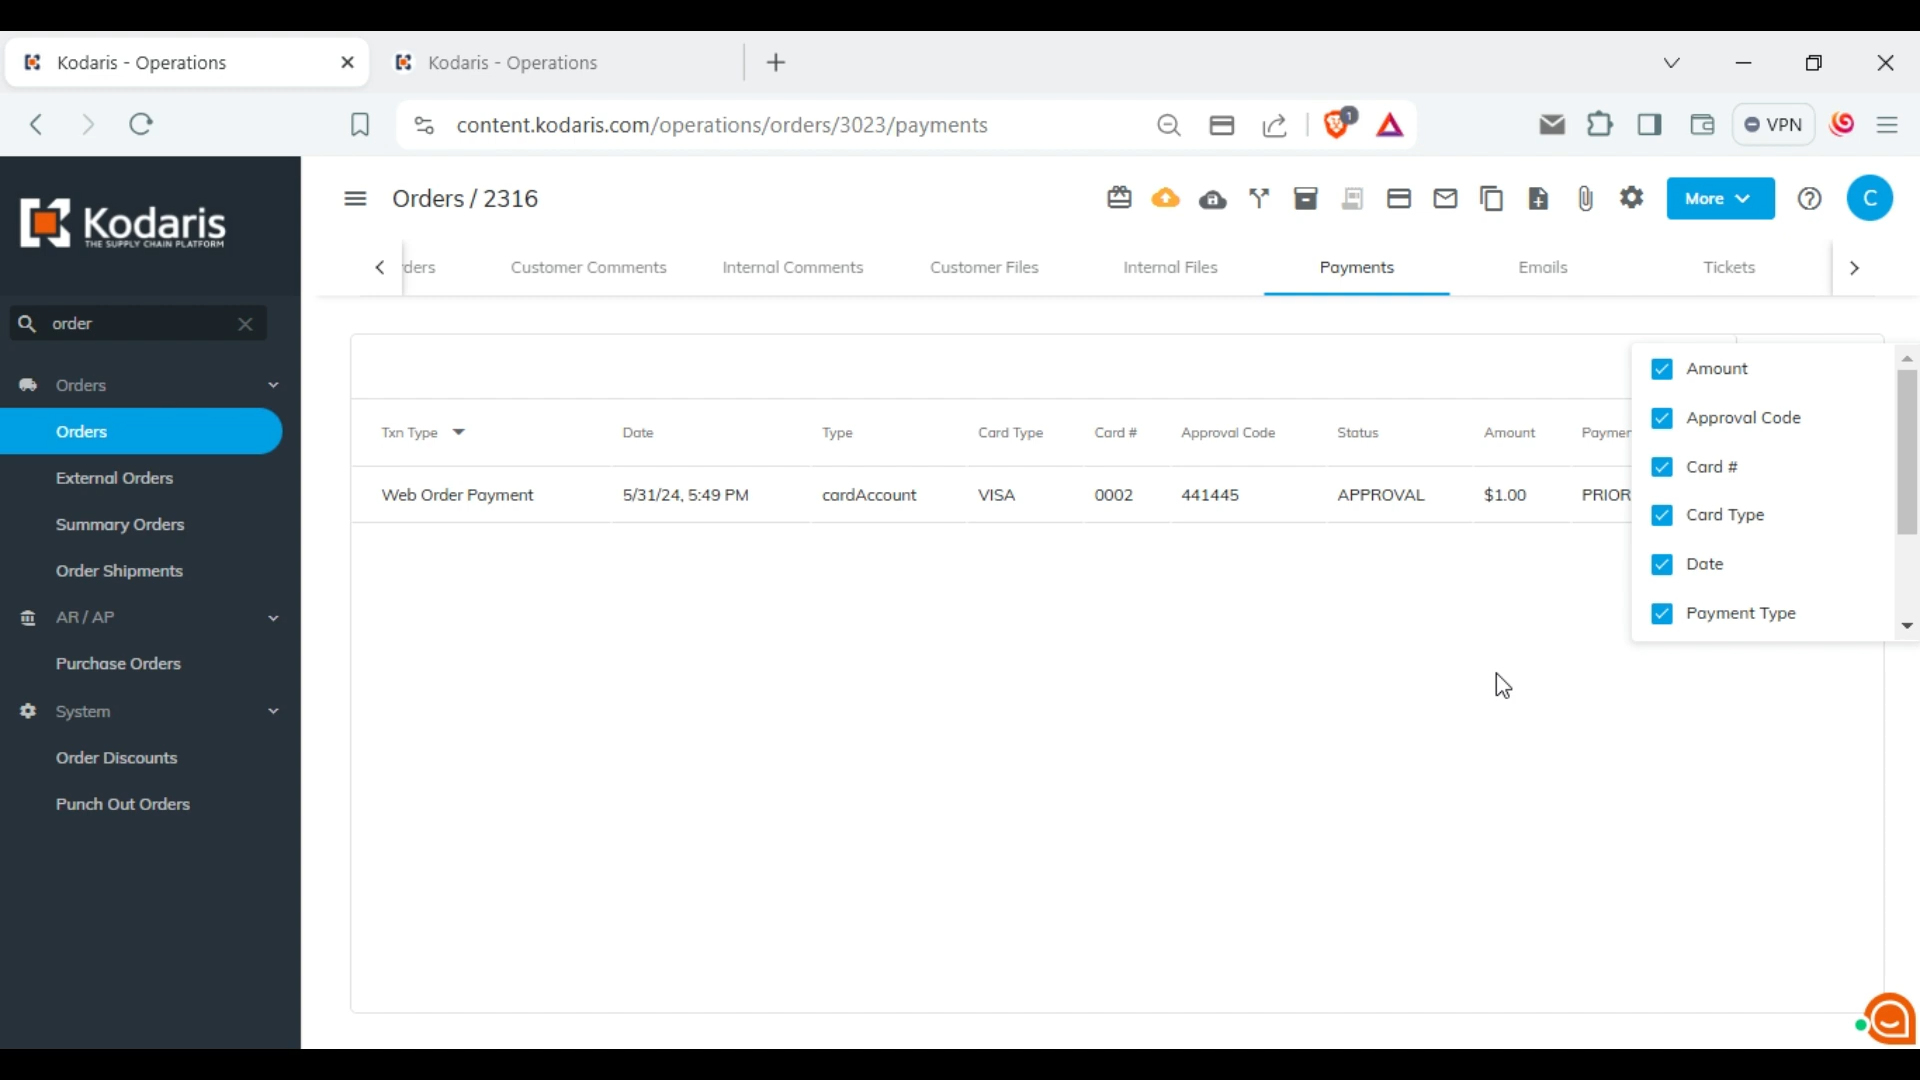 Kodaris - Operations
Kodaris - Operations
content.kodaris.com/operations/orders/3023/payments
1
VPN
Kodaris
THE SUPPLY CHAIN PLATFORM
Orders / 2316
More
C
ders
Customer Comments
Internal Comments
Customer Files
Internal Files
Payments
Emails
Tickets
order
Orders
Orders
External Orders
Summary Orders
Order Shipments
AR / AP
Purchase Orders
System
Order Discounts
Punch Out Orders
Txn Type
Date
Type
Card Type
Card #
Approval Code
Status
Amount
Paymer
Web Order Payment
5/31/24, 5:49 PM
cardAccount
VISA
0002
441445
APPROVAL
$1.00
PRIOR
Amount
Approval Code
Card #
Card Type
Date
Payment Type